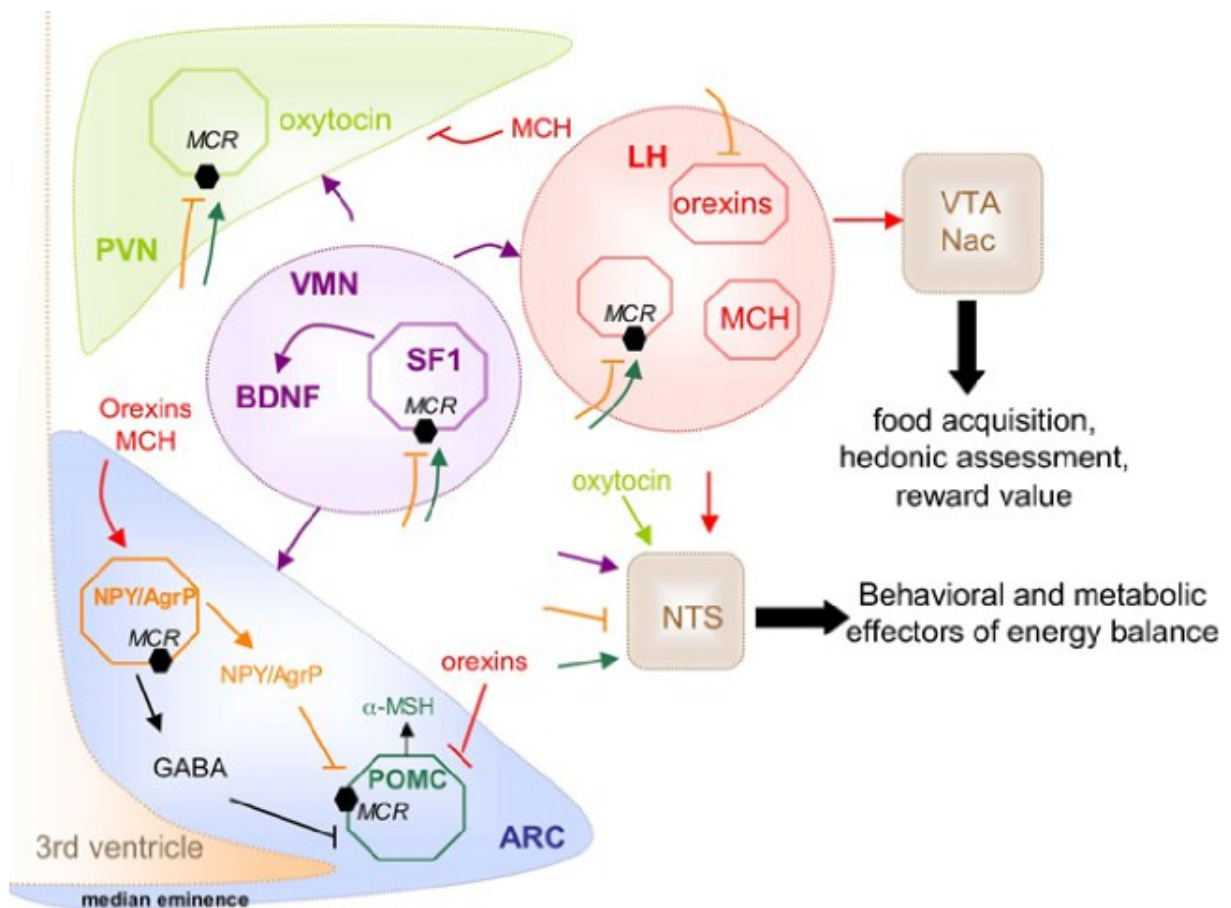 MCR
oxytocin
PVN
MCH
LH
orexins
MCR
MCH
VTA
Nac
food acquisition,
hedonic assessment,
reward value
VMN
SF1
BDNF
MCR
Orexins
MCH
NPY/AgrP
MCR
NPY/AgrP
GABA
α-MSH
POMC
MCR
orexins
ARC
3rd ventricle
median eminence
oxytocin
NTS
Behavioral and metabolic
effectors of energy balance